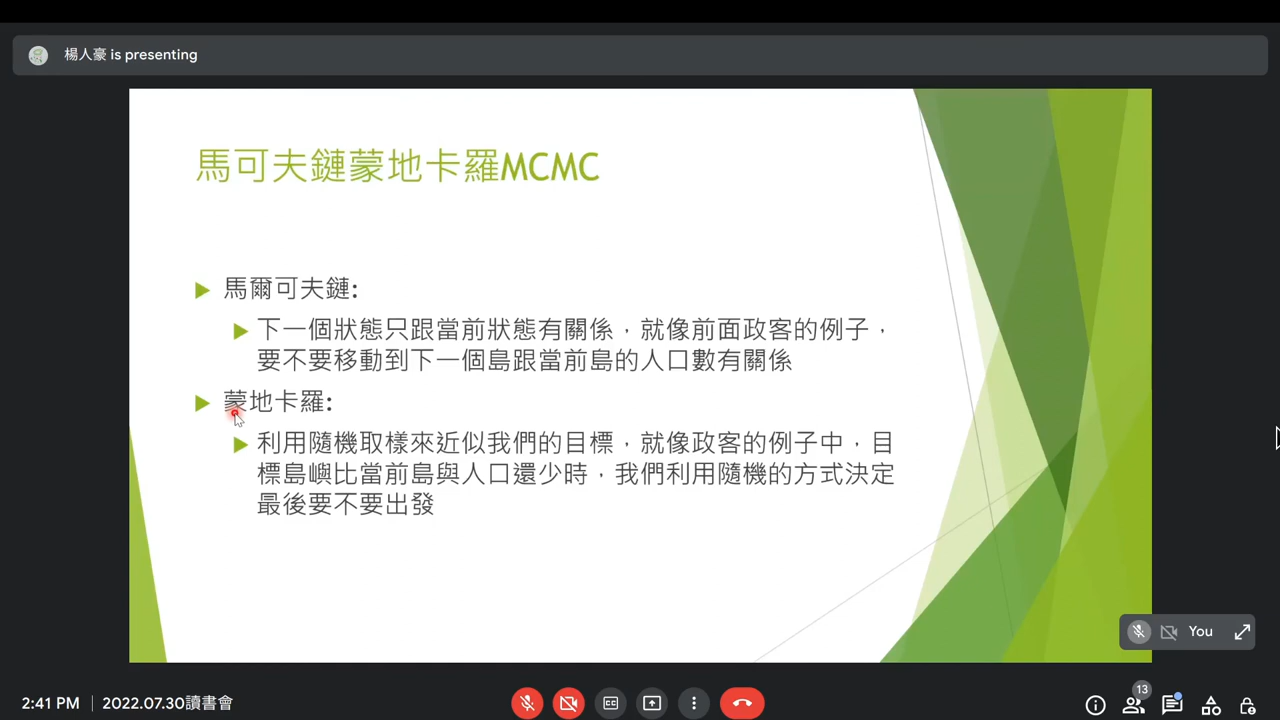 楊人豪 is presenting
馬可夫鏈蒙地卡羅MCMC
馬爾可夫鏈:
下一個狀態只跟當前狀態有關係，就像前面政客的例子，
要不要移動到下一個島跟當前島的人口數有關係
蒙地卡羅:
利用隨機取樣來近似我們的目標，就像政客的例子中，目
標島嶼比當前島與人口還少時，我們利用隨機的方式決定
最後要不要出發
You
2:41 PM | 2022.07.30讀書會
13